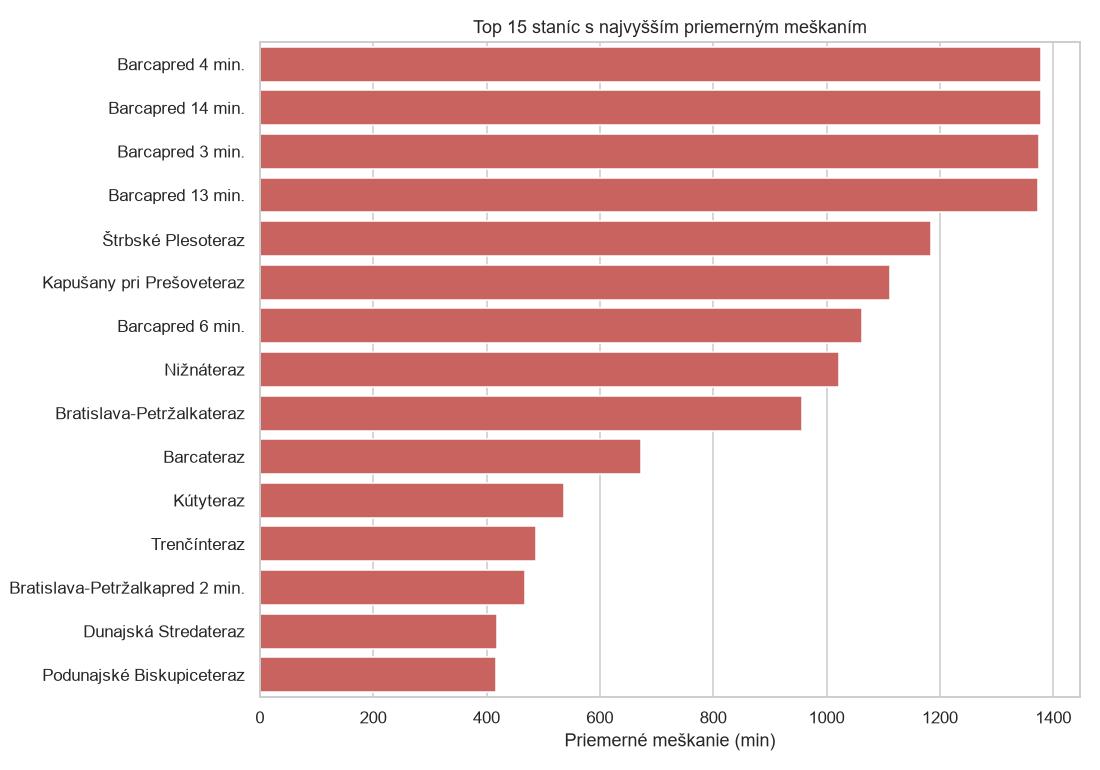 Top 15 staníc s najvyšším priemerným meškaním
Barcapred 4 min.
Barcapred 14 min.
Barcapred 3 min.
Barcapred 13 min.
Štrbské Plesoteraz
Kapušany pri Prešoveteraz
Barcapred 6 min.
Nižnáteraz
Bratislava-Petržalkateraz
Barcateraz
Kútyteraz
Trenčínteraz
Bratislava-Petržalkapred 2 min.
Dunajská Stredateraz
Podunajské Biskupiceteraz
0 200 400 600 800 1000 1200 1400
Priemerné meškanie (min)